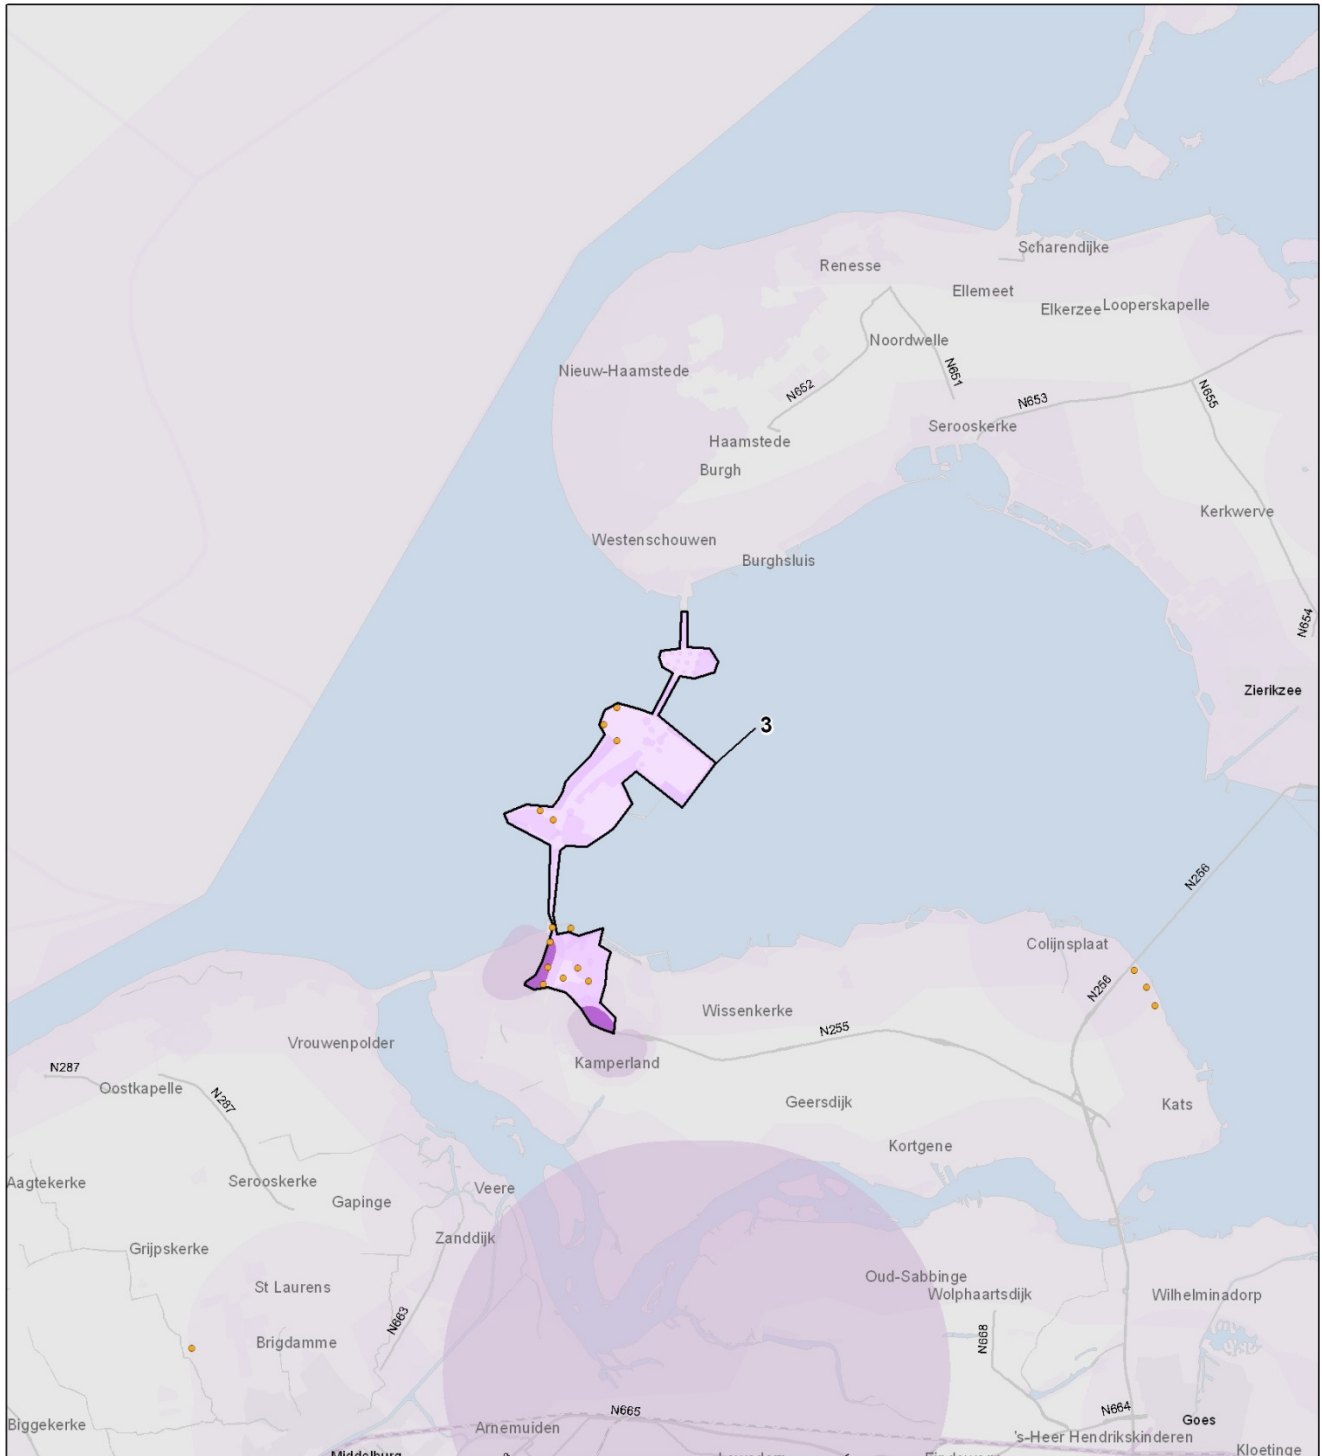 Scharendijke
Renesse
Ellemeet
Elkerzee
Looperskapelle
Noordwelle
Nieuw-Haamstede
N651
N652
N653
N655
Serooskerke
Haamstede
Burgh
Kerkwerve
Westenschouwen
Burghsluis
N654
Zierikzee
3
N256
Colijnsplaat
N256
Wissenkerke
N255
Vrouwenpolder
Kamperland
N287
Oostkapelle
N287
Geersdijk
Kats
Kortgene
Aagtekerke
Serooskerke
Gapinge
Veere
Zanddijk
Grijpskerke
St Laurens
Oud-Sabbinge
Wolphaartsdijk
Wilhelminadorp
N663
Brigdamme
N668
N665
N664
Biggekerke
Arnemuiden
Goes
's-Heer Hendrikskinderen
Kloetinge
Middelburg